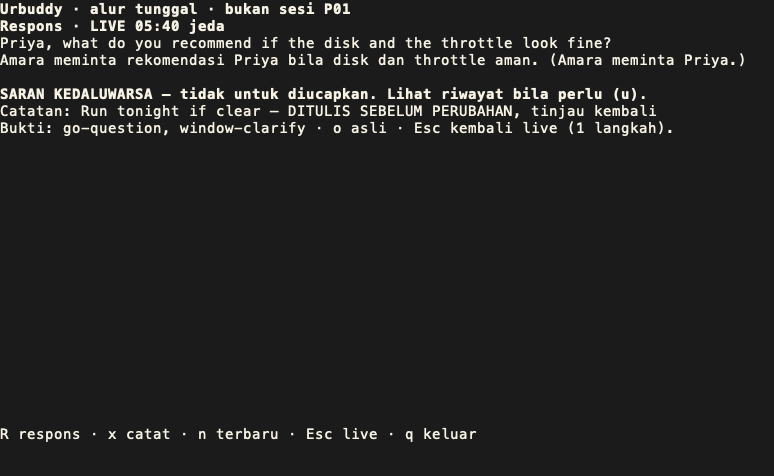 Urbuddy · alur tunggal · bukan sesi P01
Respons · LIVE 05:40 jeda
Priya, what do you recommend if the disk and the throttle look fine?
Amara meminta rekomendasi Priya bila disk dan throttle aman. (Amara meminta Priya.)
SARAN KEDALUWARSA — tidak untuk diucapkan. Lihat riwayat bila perlu (u).
Catatan: Run tonight if clear — DITULIS SEBELUM PERUBAHAN, tinjau kembali
Bukti: go-question, window-clarify · o asli · Esc kembali live (1 langkah).
R respons · x catat · n terbaru · Esc live · q keluar